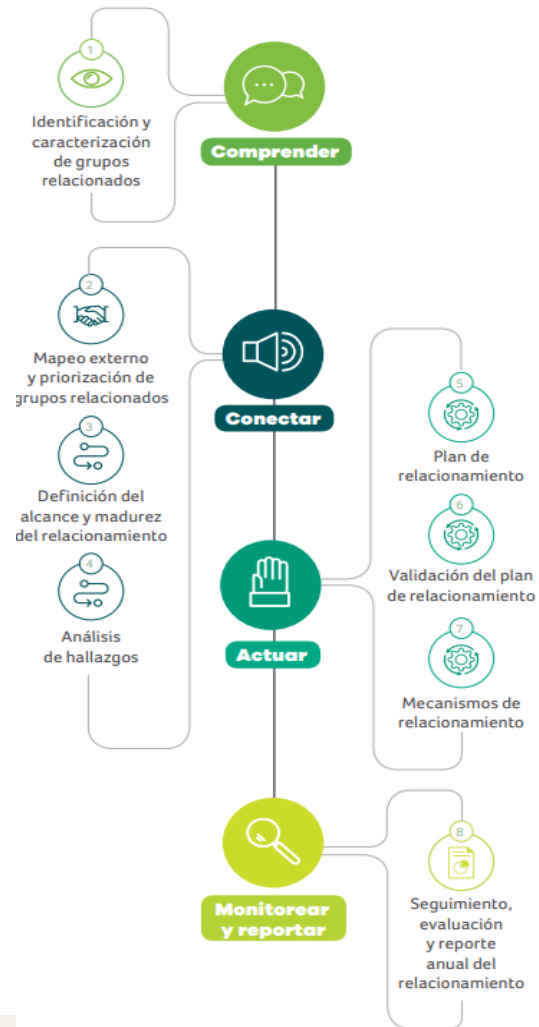 1
Identificación y
caracterización
de grupos
relacionados
Comprender
2
Mapeo externo
y priorización de
grupos relacionados
3
Definición del
alcance y madurez
del relacionamiento
4
Análisis
de hallazgos
Conectar
5
Plan de
relacionamiento
6
Validación del plan
de relacionamiento
7
Mecanismos de
relacionamiento
Actuar
Monitorear
y reportar
8
Seguimiento,
evaluación
y reporte
anual del
relacionamiento